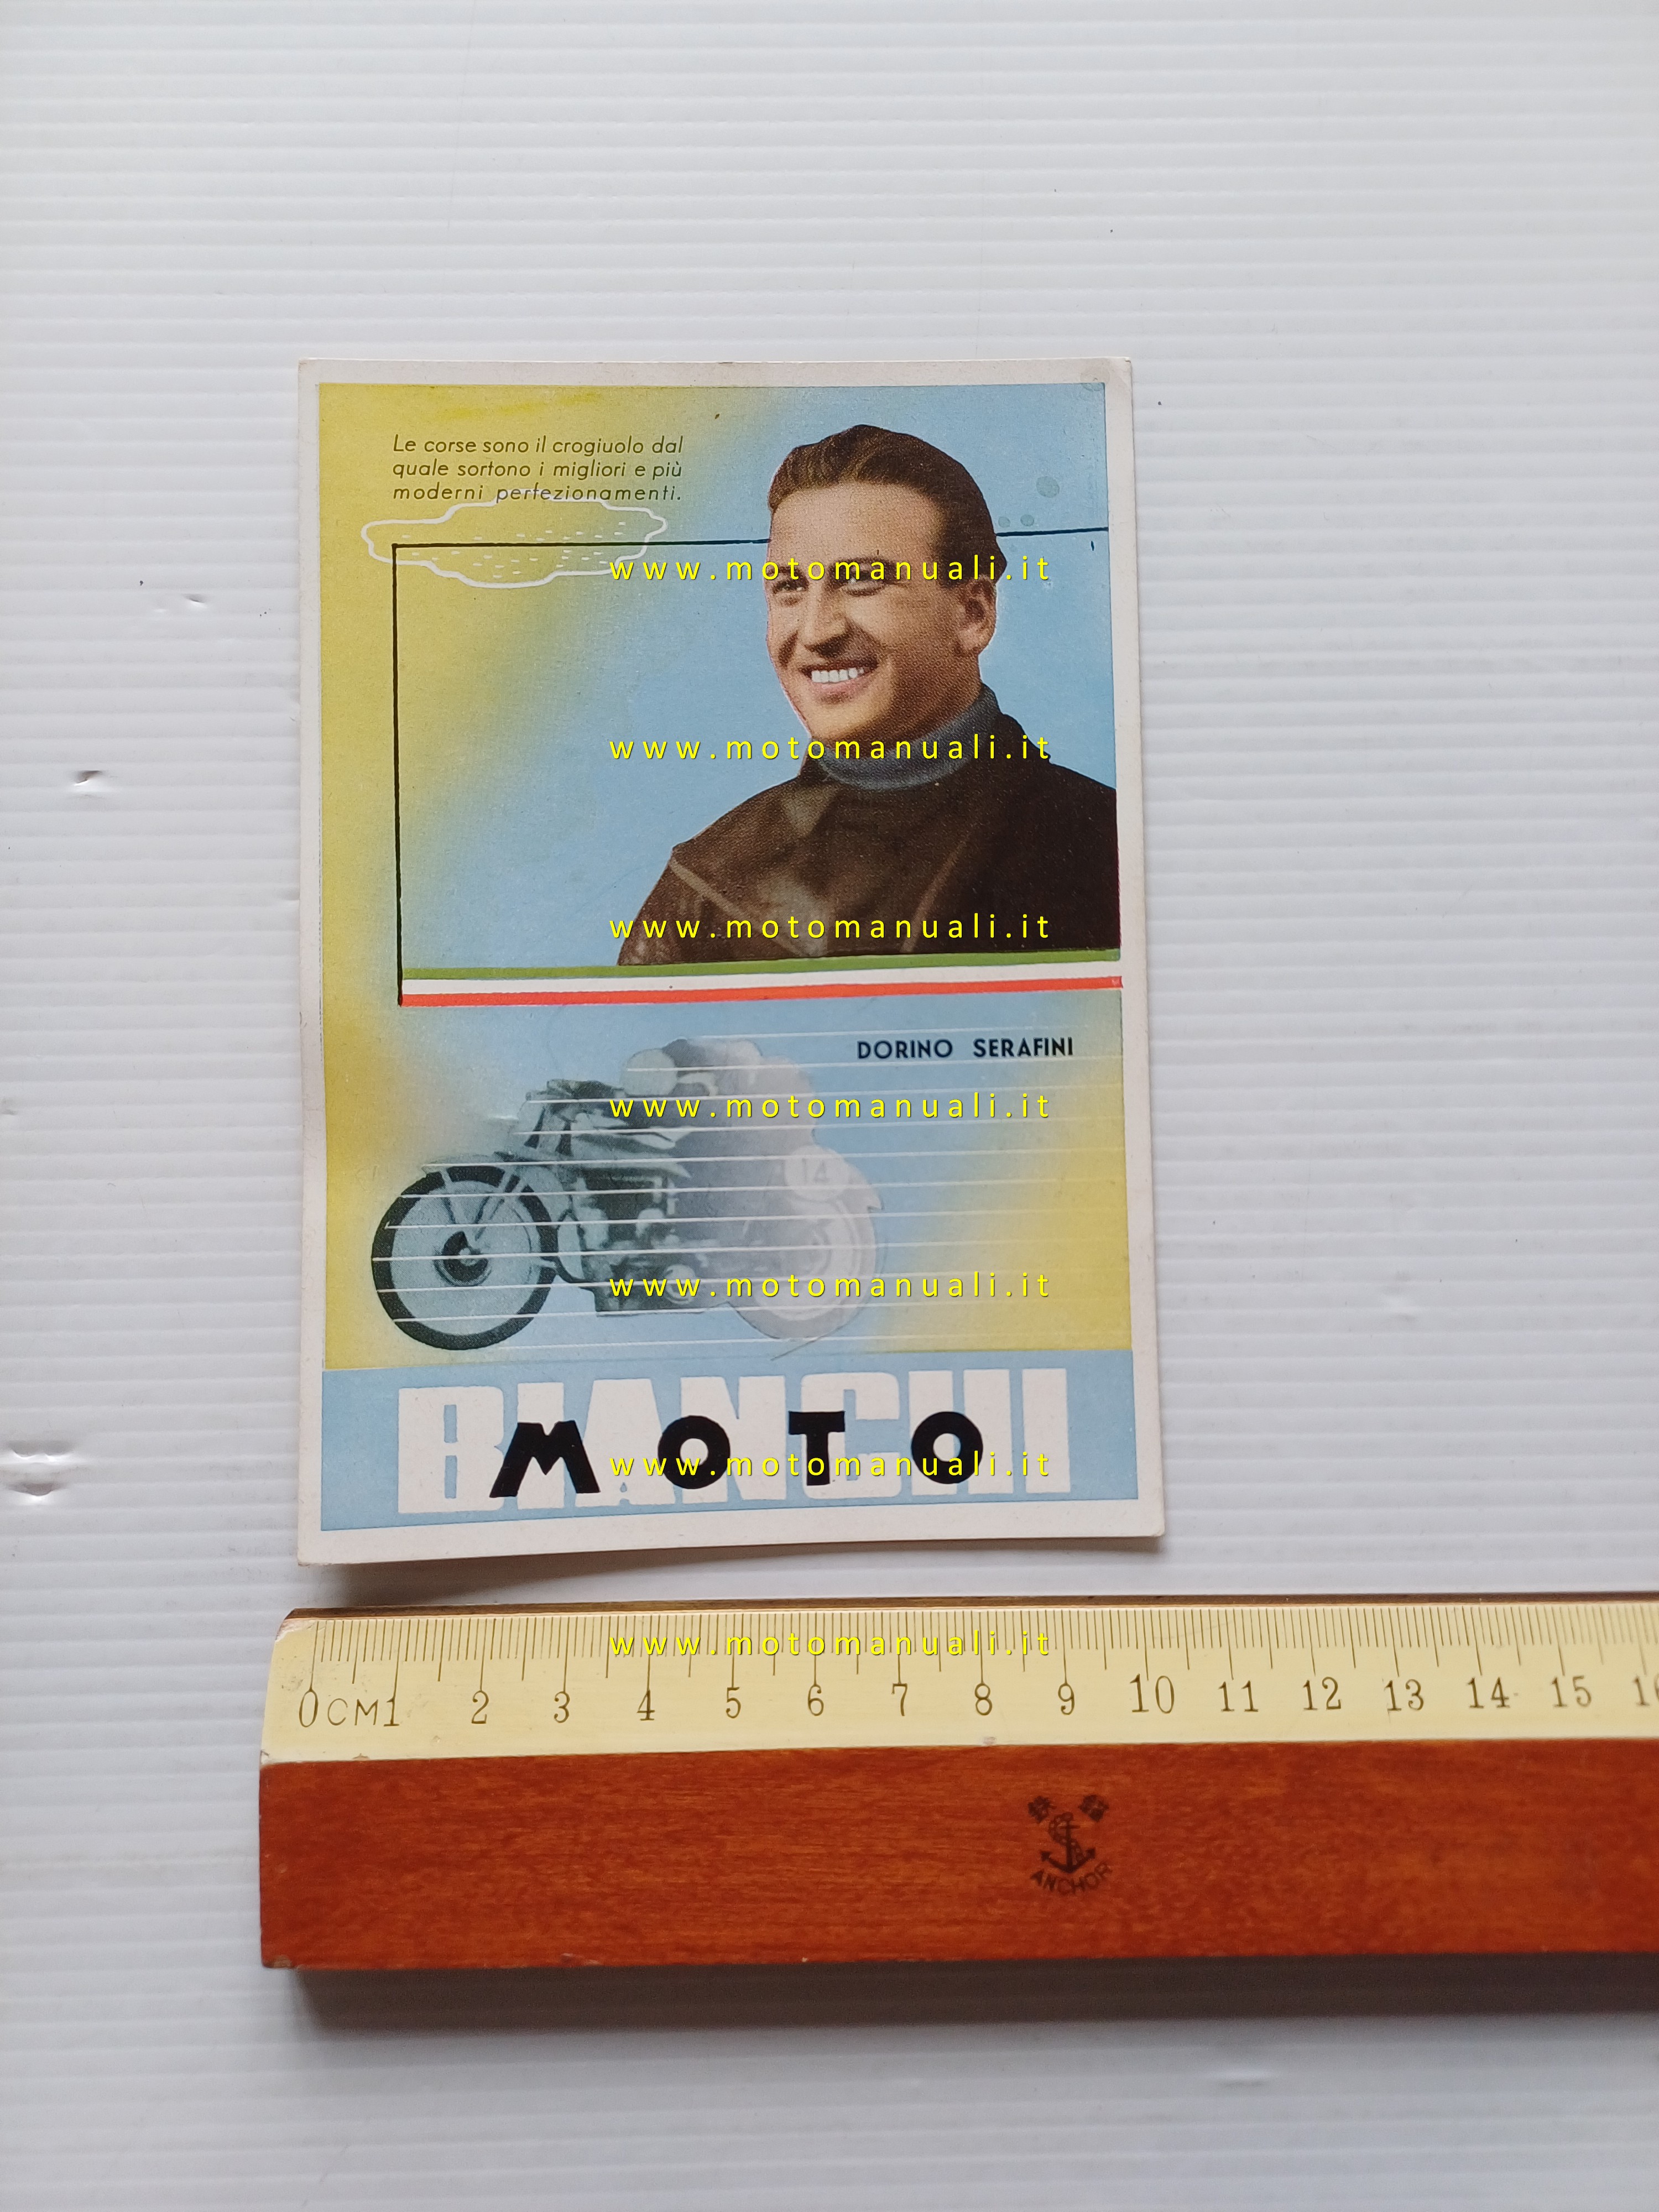 Le corse sono il crogiuolo dal
quale sortono i migliori e più
moderni perfezionamenti.
www.motomanuali.it
www.motomanuali.it
www.motomanuali.it
DORINO SERAFINI
www.motomanuali.it
14
www.motomanuali.it
BIANCHI
MOTO
www.motomanuali.it
www.motomanuali.it
0 CM 1 2 3 4 5 6 7 8 9 10 11 12 13 14 15 16
ANCHOR